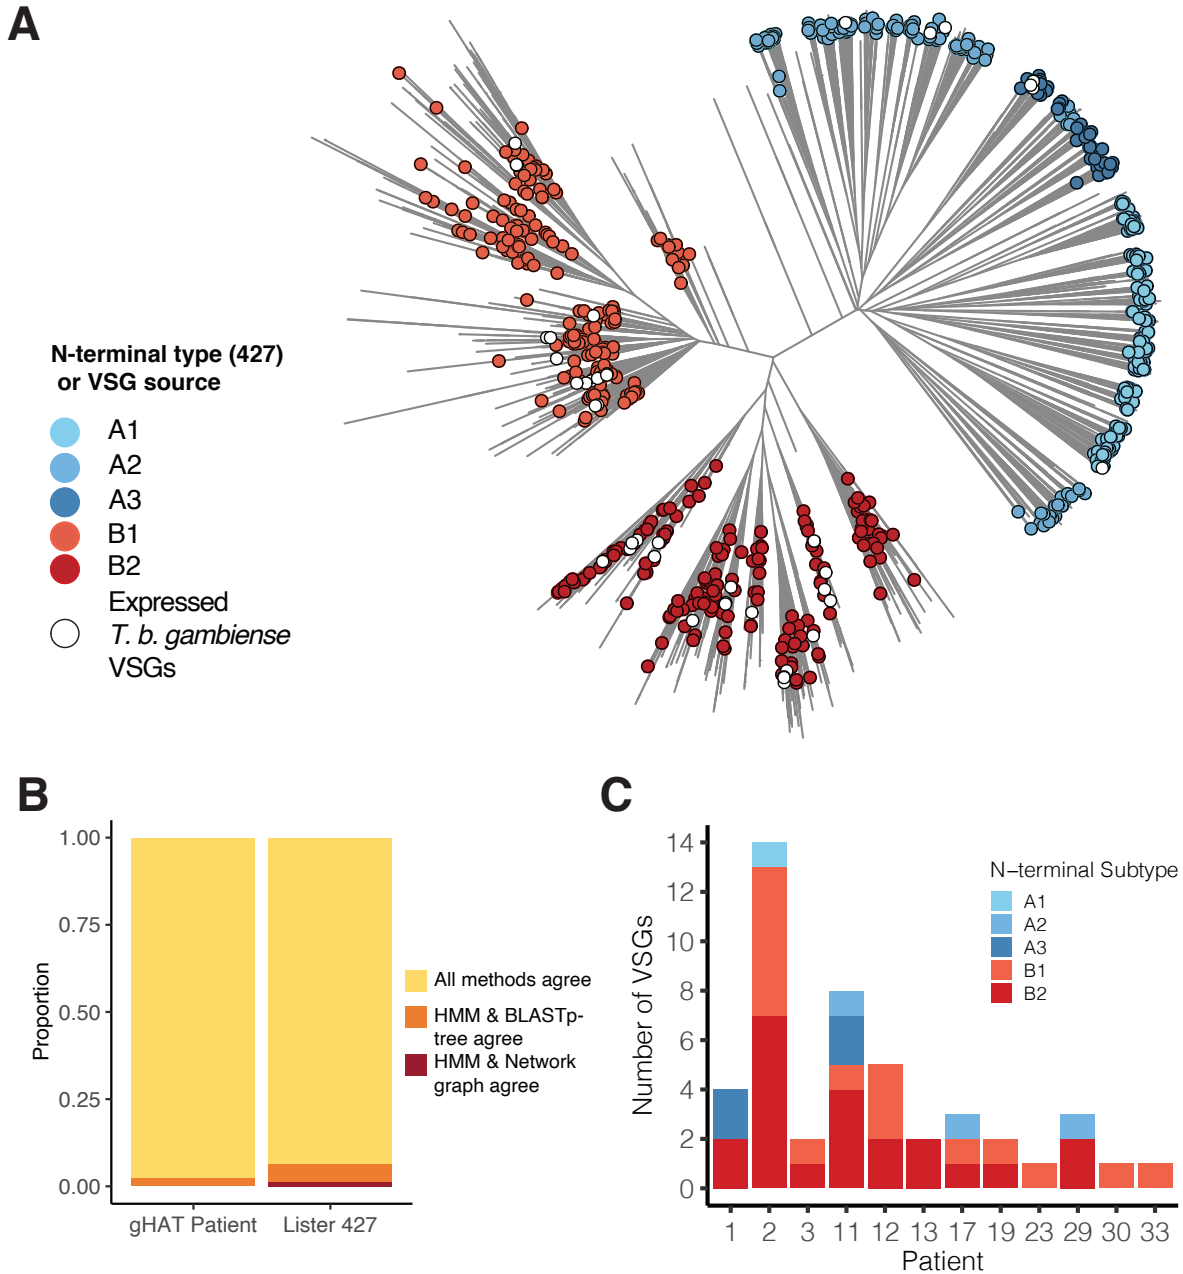 A
N-terminal type (427)
or VSG source
A1
A2
A3
B1
B2
Expressed
T. b. gambiense
VSGs
B
Proportion
1.00
0.75
0.50
0.25
0.00
gHAT Patient
Lister 427
All methods agree
HMM & BLASTp-
tree agree
HMM & Network
graph agree
C
Number of VSGs
14
12
10
8
6
4
2
0
1 2 3 11 12 13 17 19 23 29 30 33
Patient
N−terminal Subtype
A1
A2
A3
B1
B2